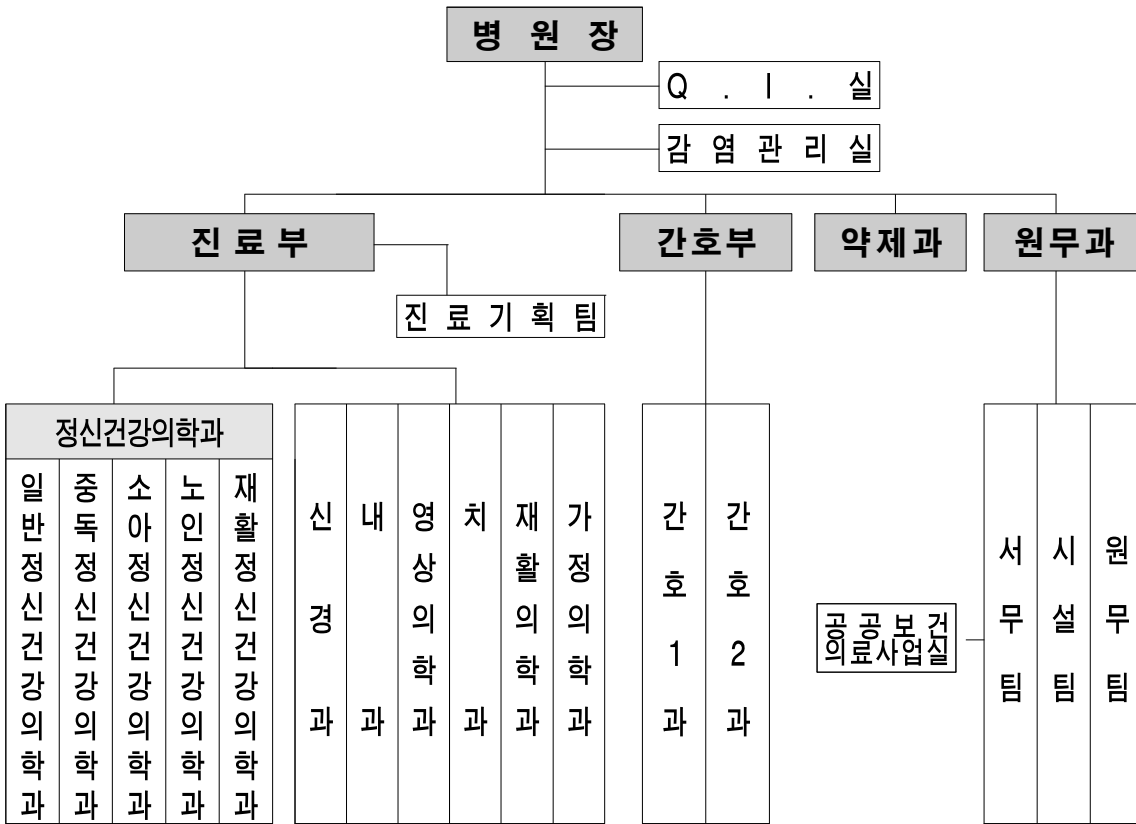 병 원 장
Q . I . 실
감 염 관 리 실
진 료 부
간호부
약제과
원무과
진 료 기 획 팀
정신건강의학과
일반정신건강의학과
중독정신건강의학과
소아정신건강의학과
노인정신건강의학과
재활정신건강의학과
신경과
내과
영상의학과
치과
재활의학과
가정의학과
간호1과
간호2과
공 공 보 건
의료사업실
서무팀
시설팀
원무팀